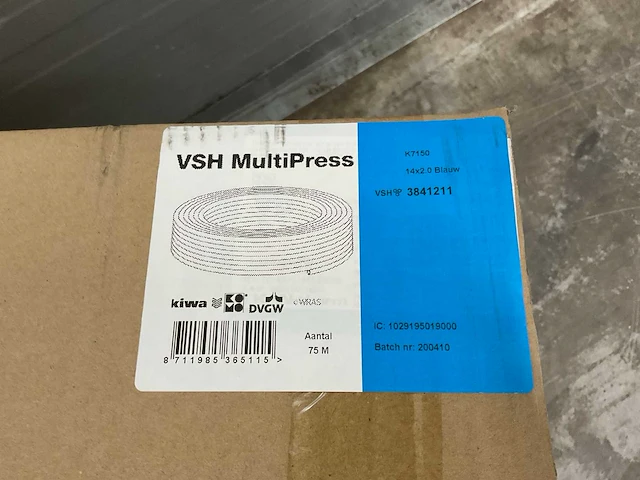 VSH MultiPress
K7150
14x2.0 Blauw
VSH 3841211
kiwa KOMO DVGW WRAS
Aantal
75 M
8 711985 365115 >
IC: 1029195019000
Batch nr: 200410